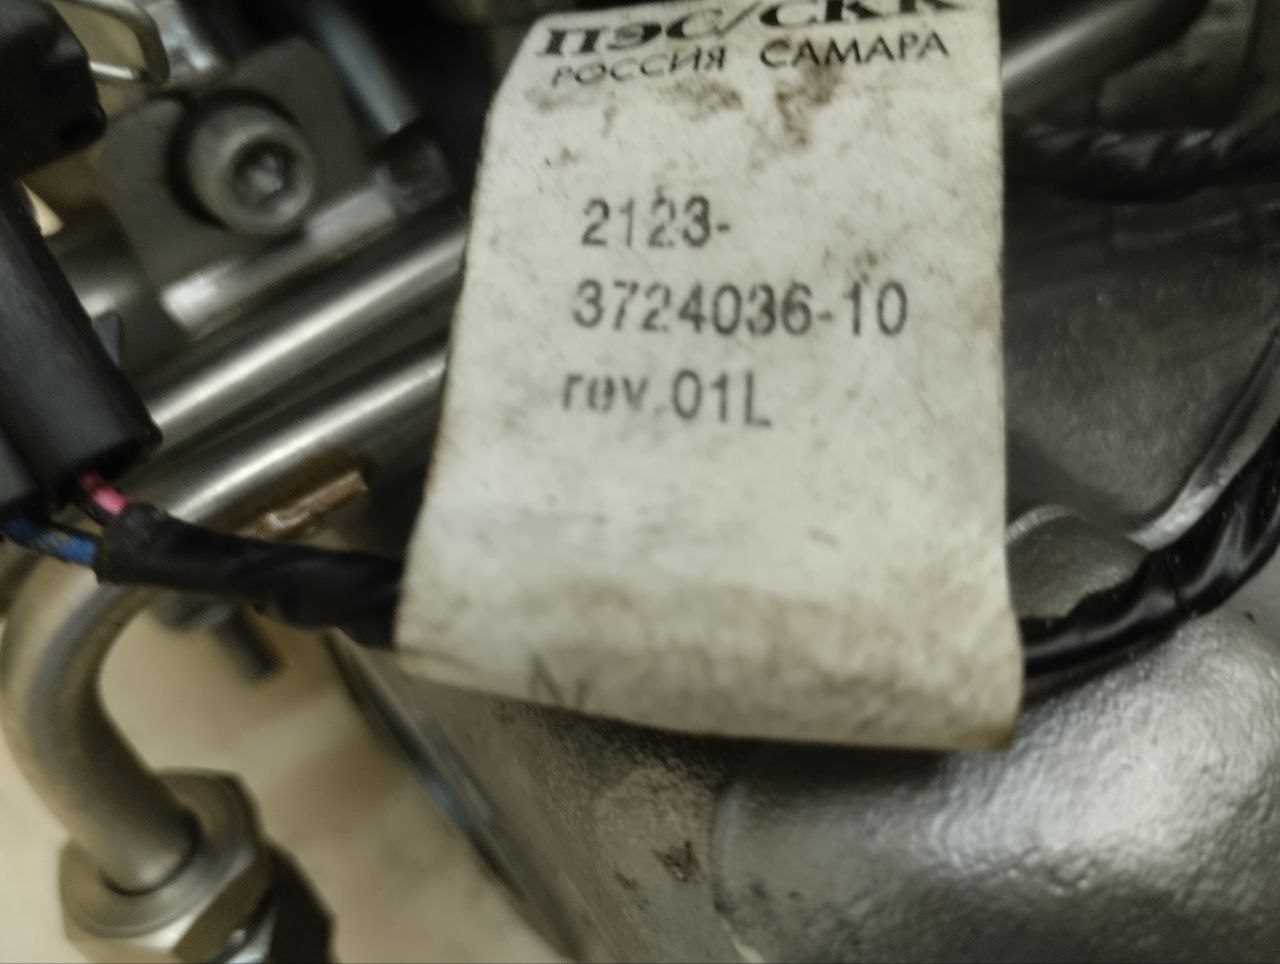 ПЭС/СКК
РОССИЯ САМАРА
2123-
3724036-10
rev.01L